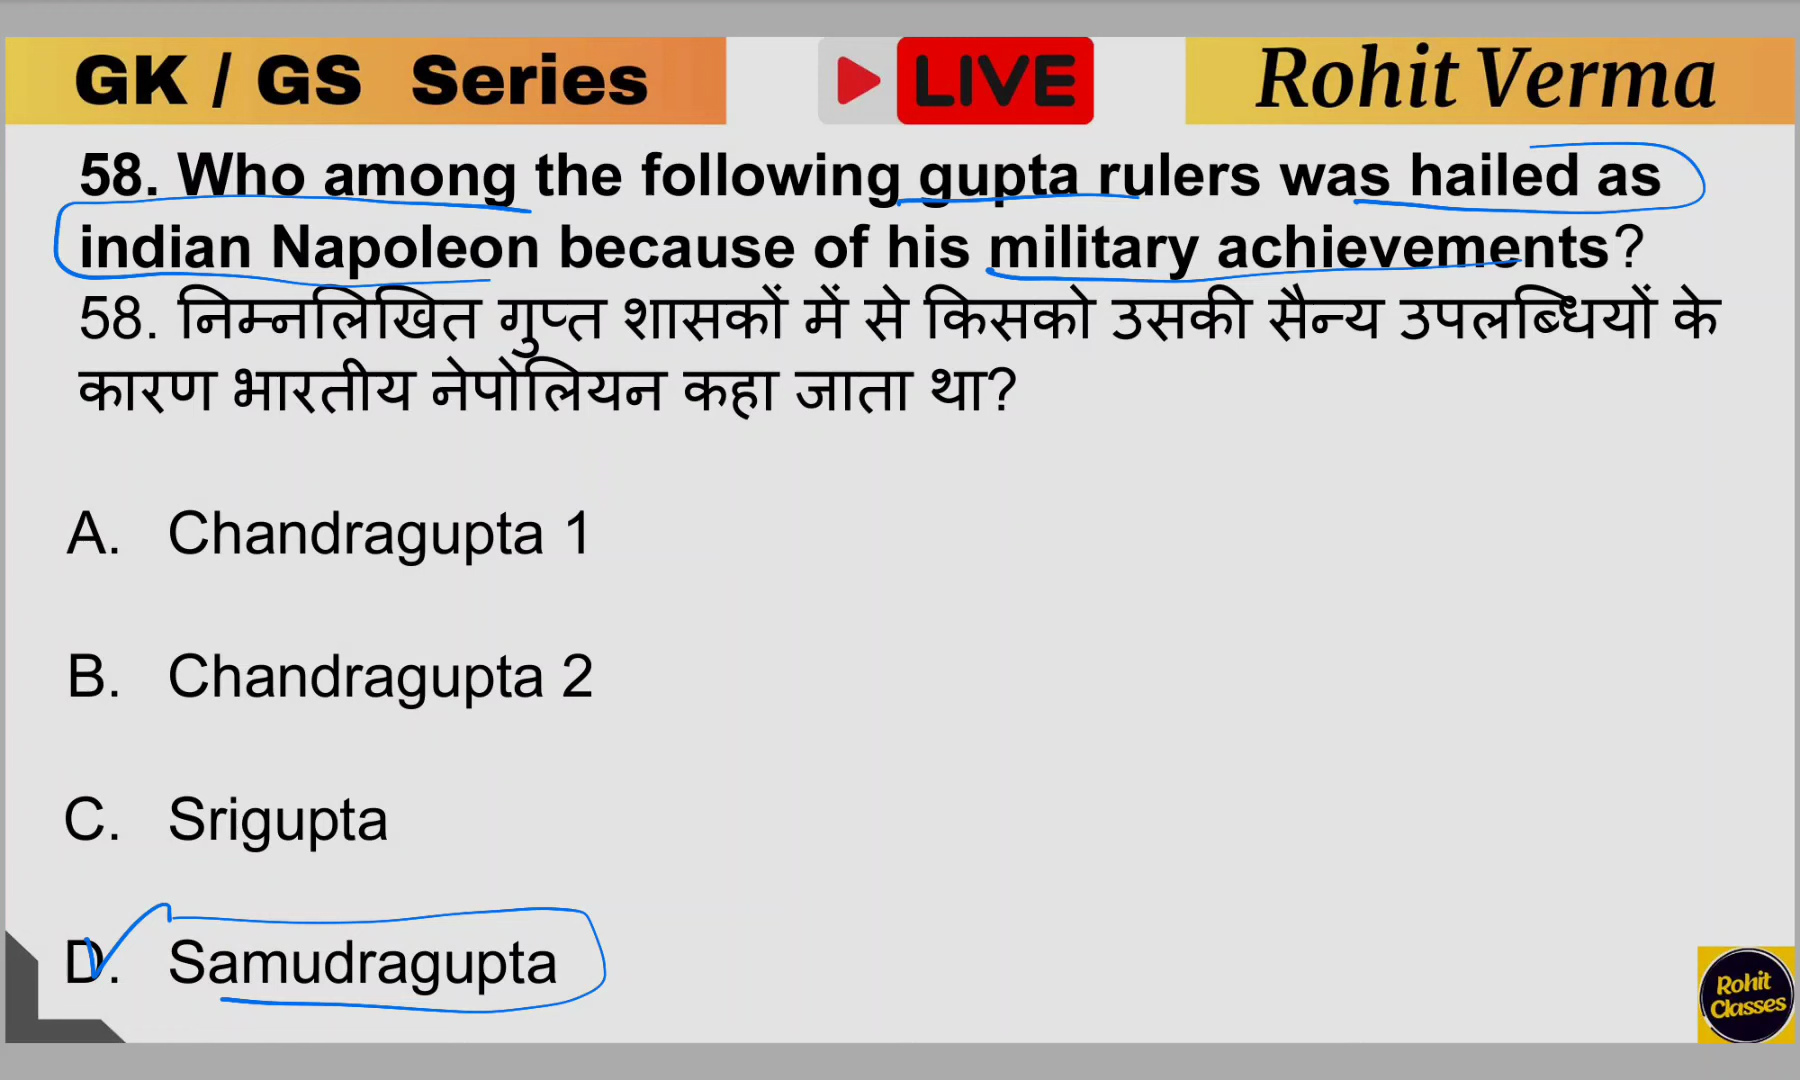 GK / GS Series
LIVE
Rohit Verma
58. Who among the following gupta rulers was hailed as
indian Napoleon because of his military achievements?
58. निम्नलिखित गुप्त शासकों में से किसको उसकी सैन्य उपलब्धियों के
कारण भारतीय नेपोलियन कहा जाता था?
A. Chandragupta 1
B. Chandragupta 2
C. Srigupta
D. Samudragupta
Rohit
Classes